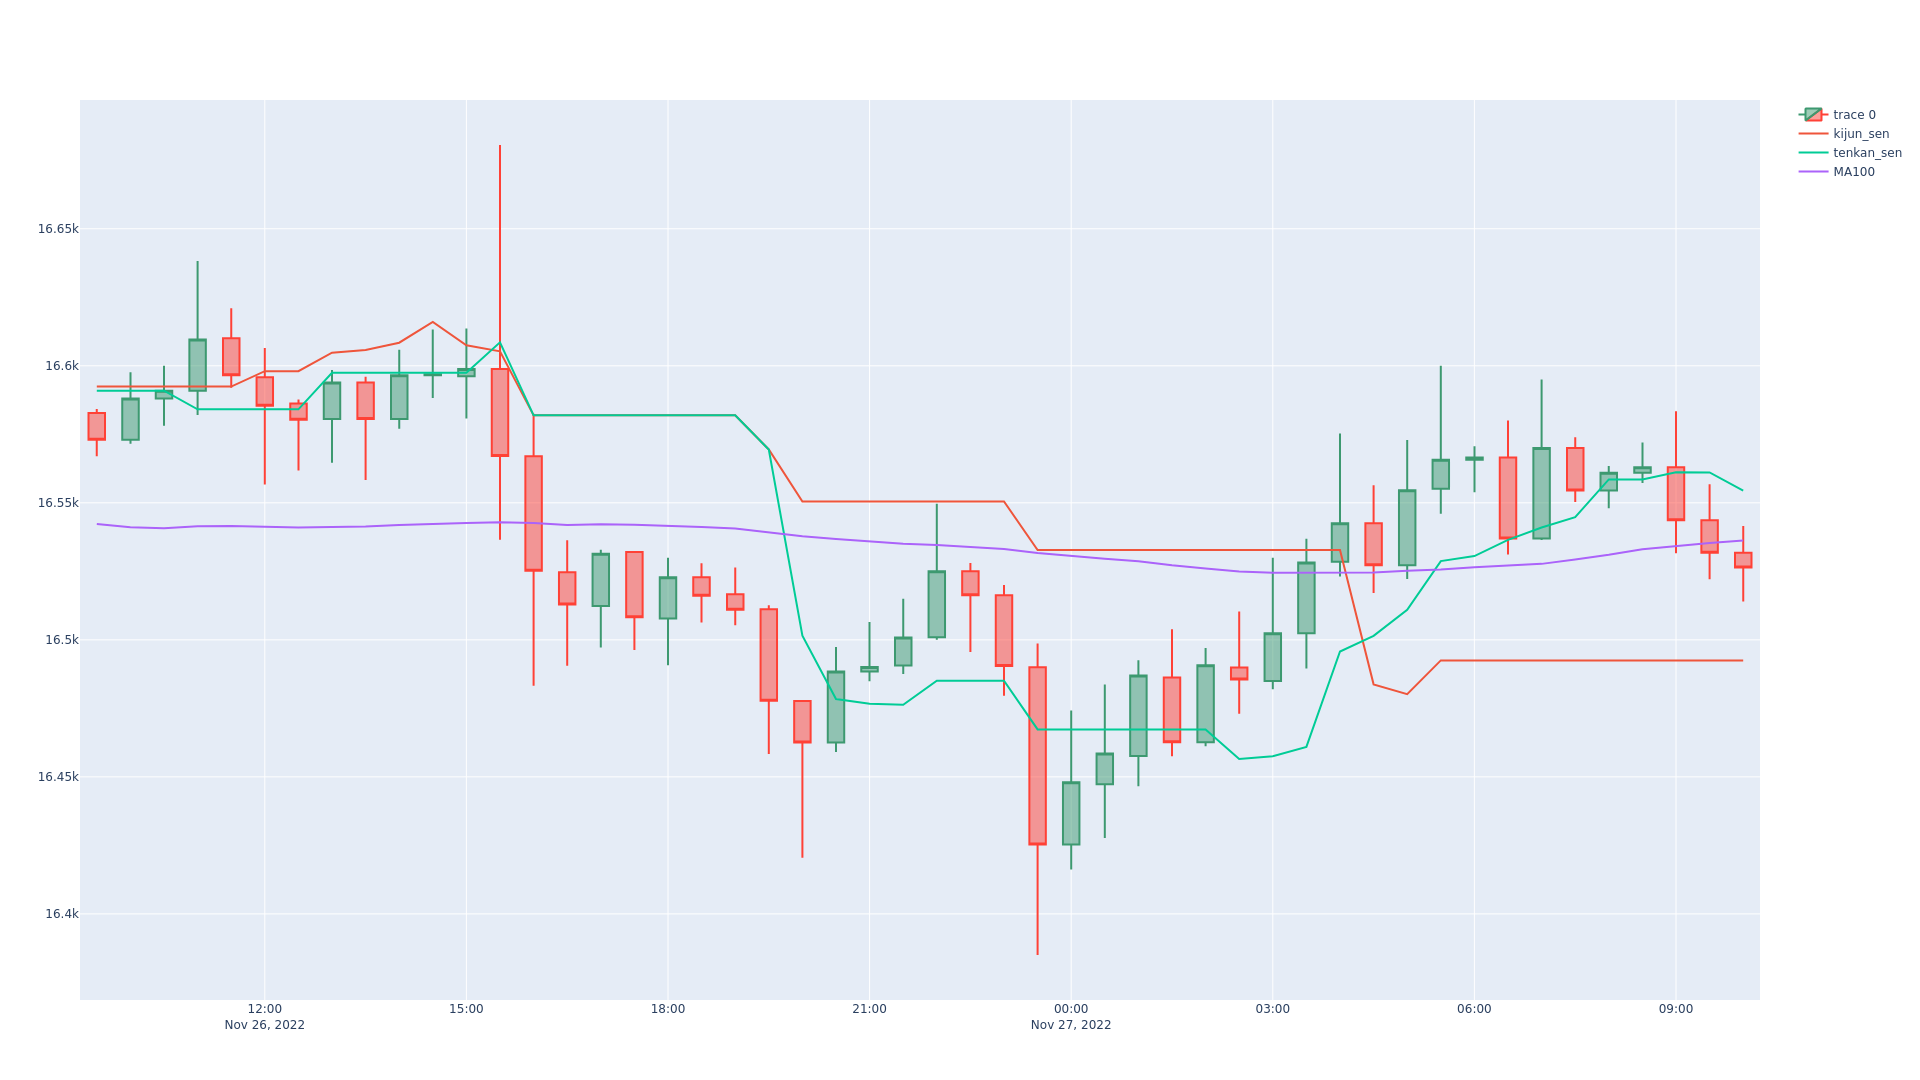 trace 0
kijun_sen
tenkan_sen
MA100
16.65k
16.6k
16.55k
16.5k
16.45k
16.4k
12:00 15:00 18:00 21:00 00:00 03:00 06:00 09:00
Nov 26, 2022 Nov 27, 2022